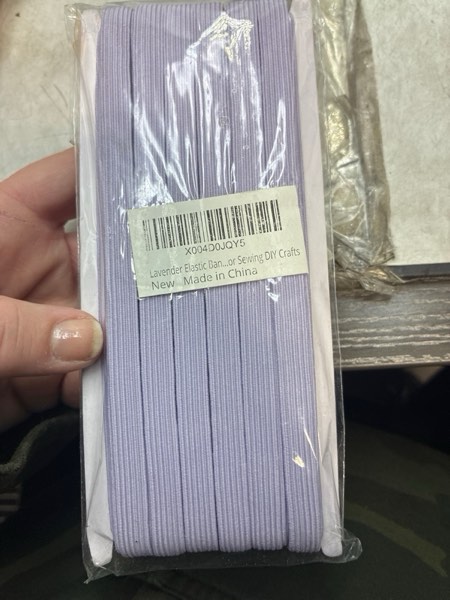 X004D0JQY5
Lavender Elastic Ban...or Sewing DIY Crafts
New Made in China